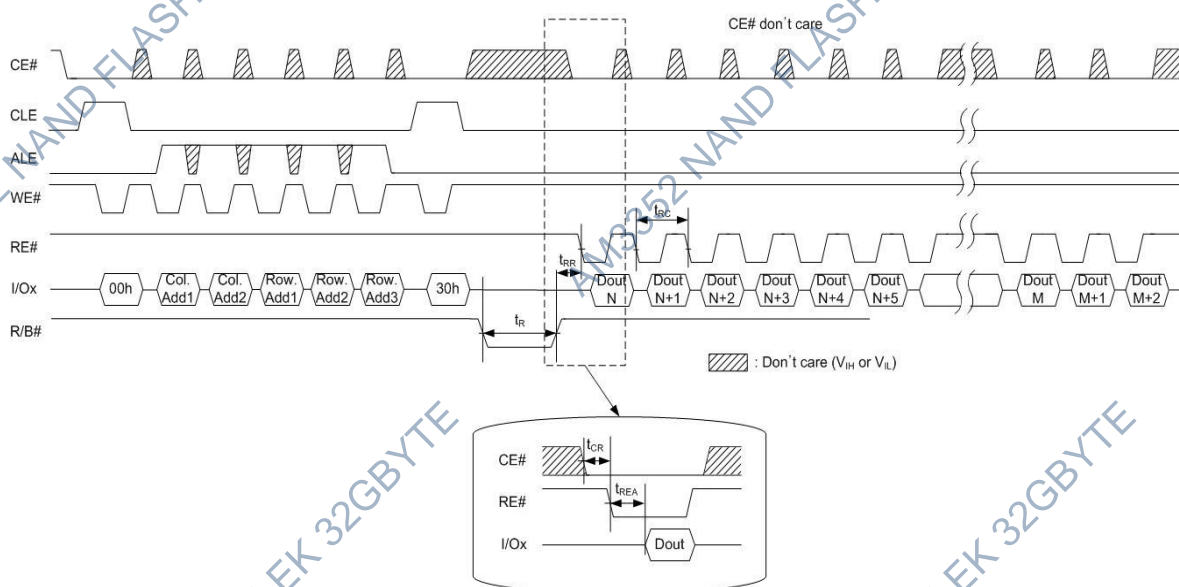 CE# don't care
CE#
CLE
ALE
WE#
RE#
tRC
tRR
I/Ox
00h
Col. Add1
Col. Add2
Row. Add1
Row. Add2
Row. Add3
30h
Dout N
Dout N+1
Dout N+2
Dout N+3
Dout N+4
Dout N+5
Dout M
Dout M+1
Dout M+2
R/B#
tR
: Don't care (VIH or VIL)
CE#
tCR
RE#
tREA
I/Ox
Dout
NAND FLASH
AM3352 NAND FLASH
EK 32GBYTE
EK 32GBYTE